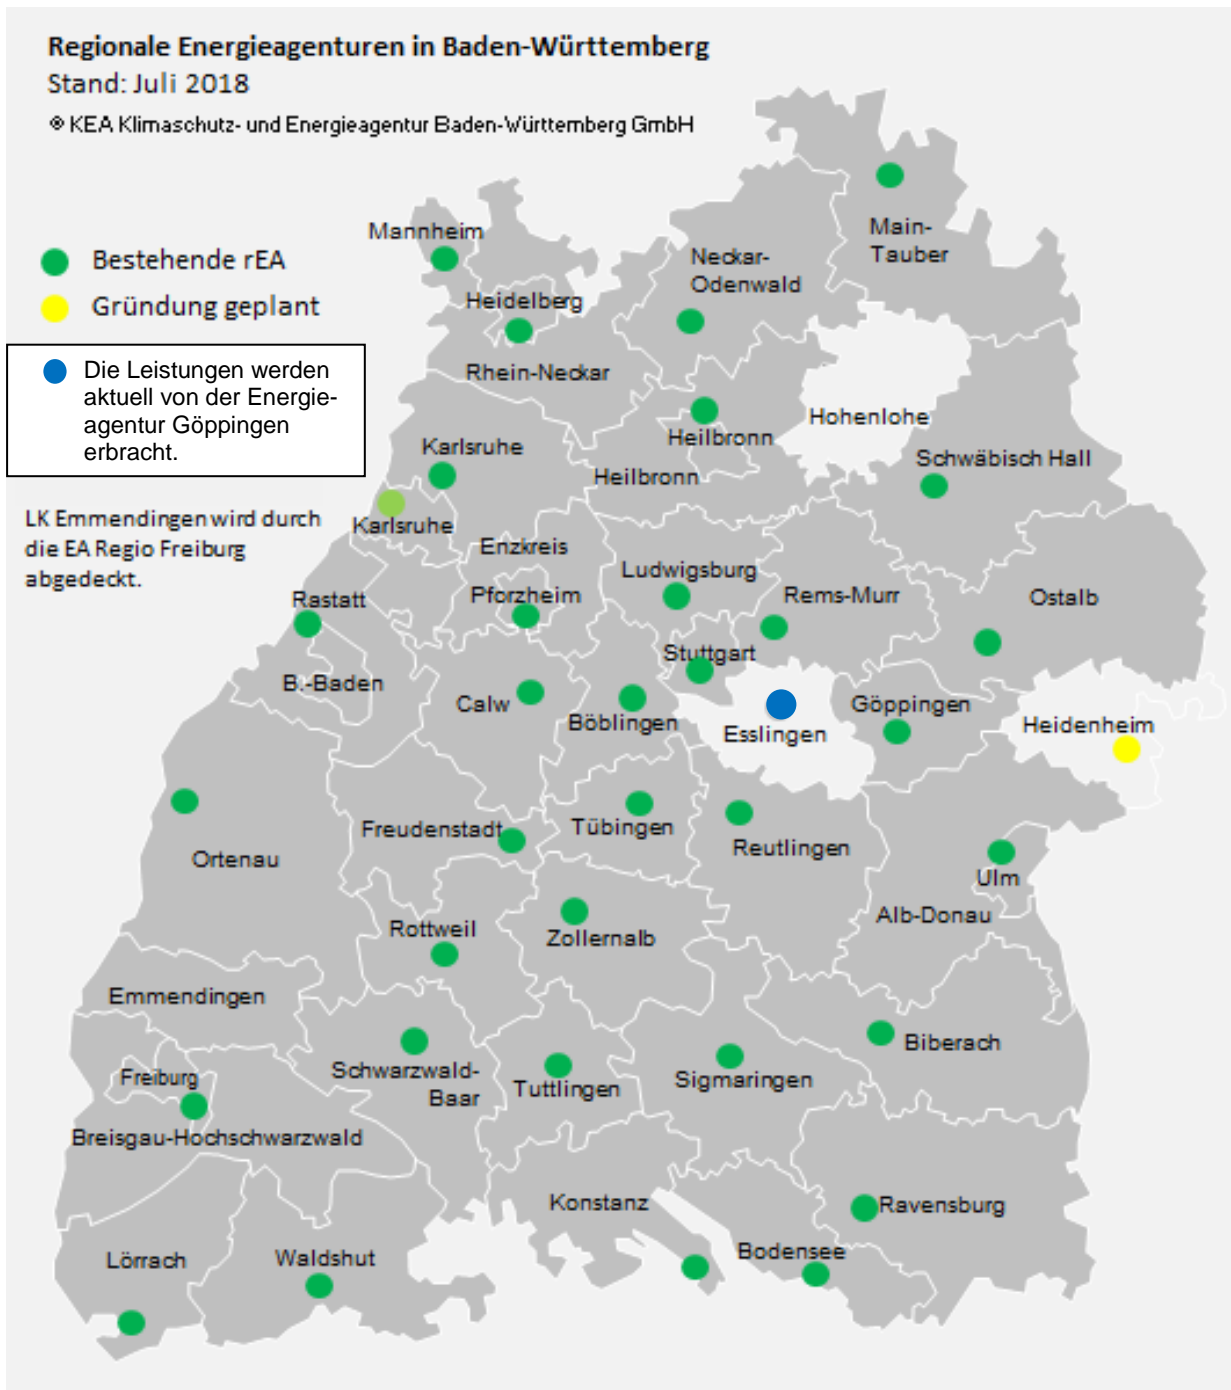 Regionale Energieagenturen in Baden-Württemberg
Stand: Juli 2018
© KEA Klimaschutz- und Energieagentur Baden-Württemberg GmbH
Bestehende rEA
Gründung geplant
Die Leistungen werden
aktuell von der Energie-
agentur Göppingen
erbracht.
LK Emmendingen wird durch
die EA Regio Freiburg
abgedeckt.
Main-
Tauber
Mannheim
Neckar-
Odenwald
Heidelberg
Rhein-Neckar
Hohenlohe
Heilbronn
Karlsruhe
Schwäbisch Hall
Heilbronn
Karlsruhe
Enzkreis
Ludwigsburg
Pforzheim
Rems-Murr
Ostalb
Rastatt
Stuttgart
B.-Baden
Calw
Böblingen
Esslingen
Göppingen
Heidenheim
Freudenstadt
Tübingen
Reutlingen
Ortenau
Ulm
Alb-Donau
Rottweil
Zollernalb
Emmendingen
Biberach
Freiburg
Schwarzwald-
Baar
Tuttlingen
Sigmaringen
Breisgau-Hochschwarzwald
Konstanz
Ravensburg
Lörrach
Waldshut
Bodensee